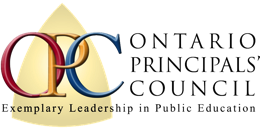 OPC
ONTARIO
PRINCIPALS'
COUNCIL
Exemplary Leadership in Public Education